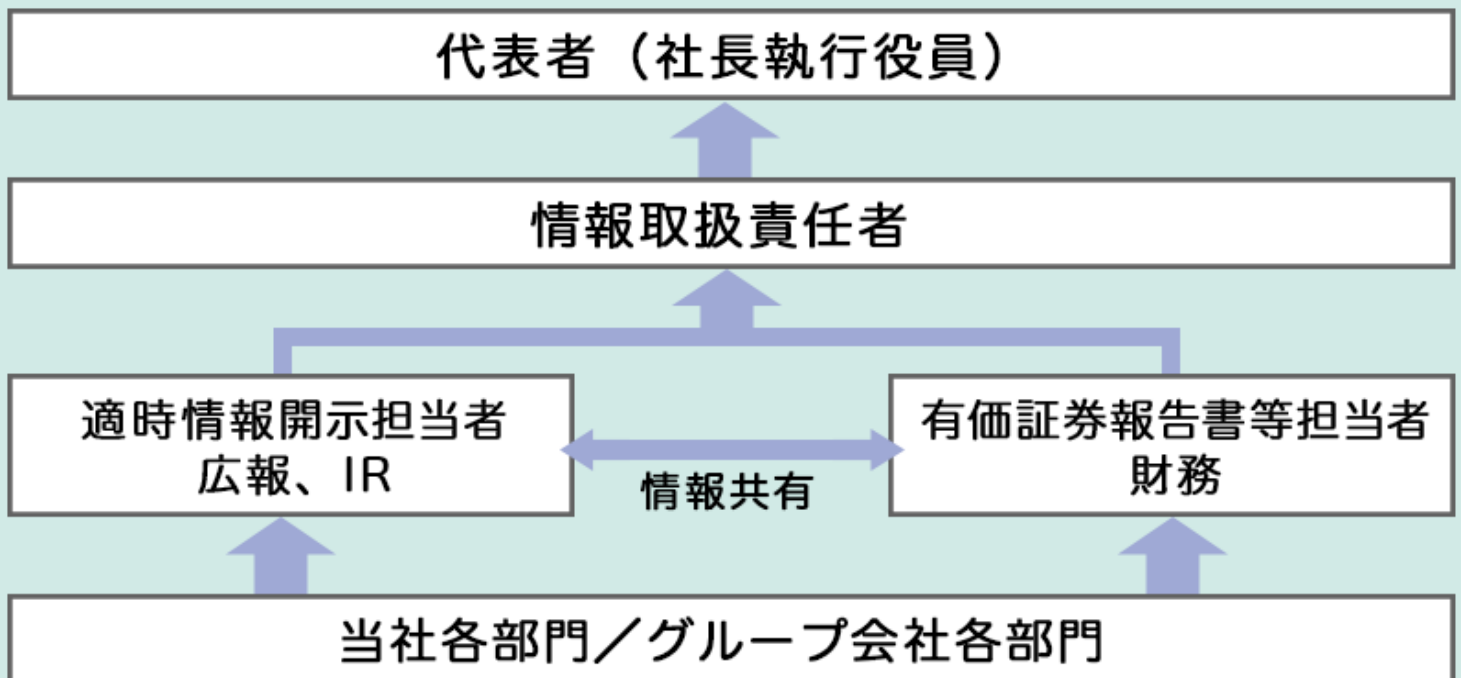 代表者（社長執行役員）
情報取扱責任者
適時情報開示担当者
広報、IR
情報共有
有価証券報告書等担当者
財務
当社各部門／グループ会社各部門